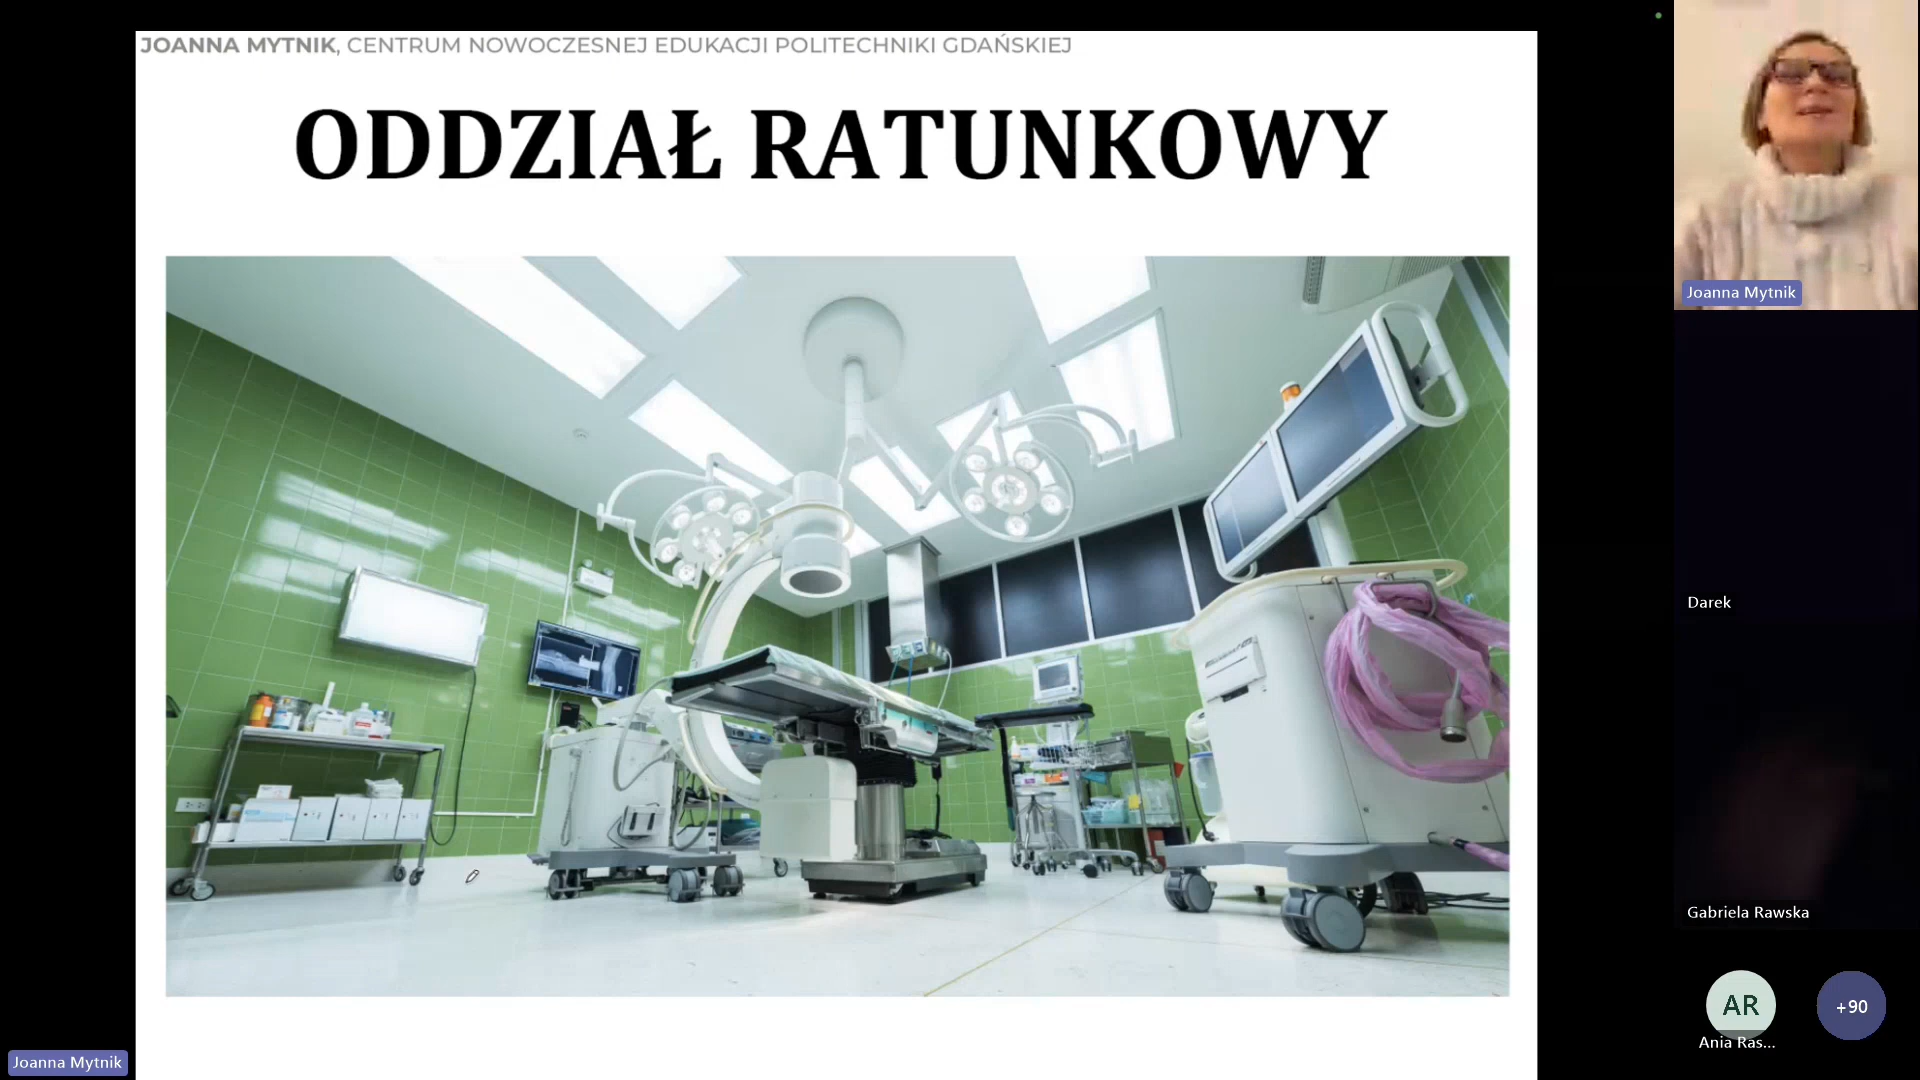 JOANNA MYTNIK, CENTRUM NOWOCZESNEJ EDUKACJI POLITECHNIKI GDAŃSKIEJ
ODDZIAŁ RATUNKOWY
Joanna Mytnik
Darek
Gabriela Rawska
AR
+90
Ania Ras...
Joanna Mytnik